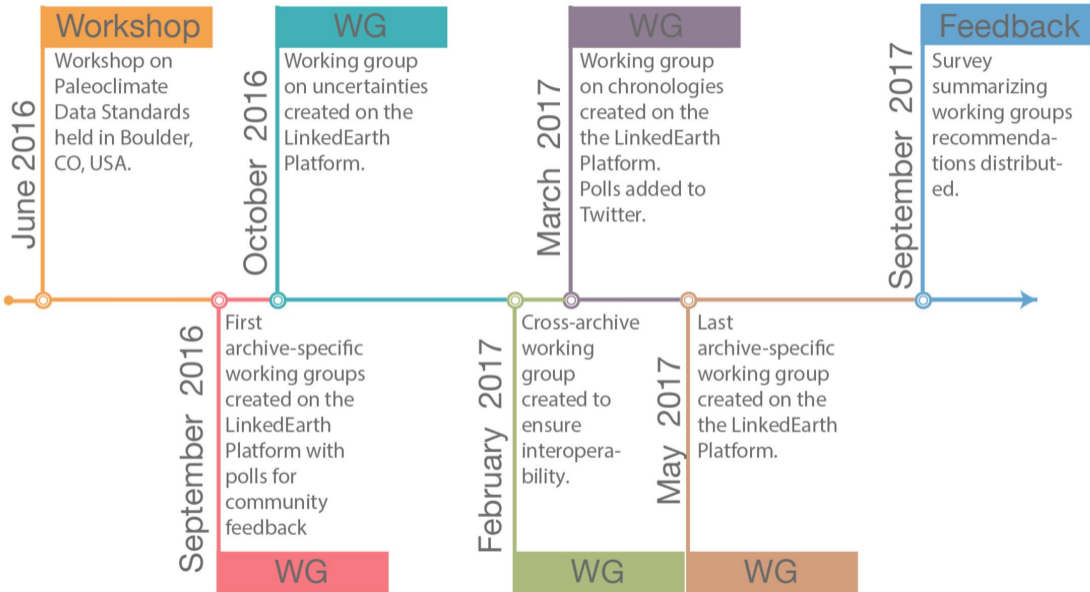 Workshop
June 2016
Workshop on
Paleoclimate
Data Standards
held in Boulder,
CO, USA.
WG
October 2016
Working group
on uncertainties
created on the
LinkedEarth
Platform.
WG
March 2017
Working group
on chronologies
created on the
the LinkedEarth
Platform.
Polls added to
Twitter.
Feedback
September 2017
Survey
summarizing
working groups
recommenda-
tions distribut-
ed.
September 2016
First
archive-specific
working groups
created on the
LinkedEarth
Platform with
polls for
community
feedback
WG
February 2017
Cross-archive
working
group
created to
ensure
interopera-
bility.
WG
May 2017
Last
archive-specific
working group
created on the
the LinkedEarth
Platform.
WG